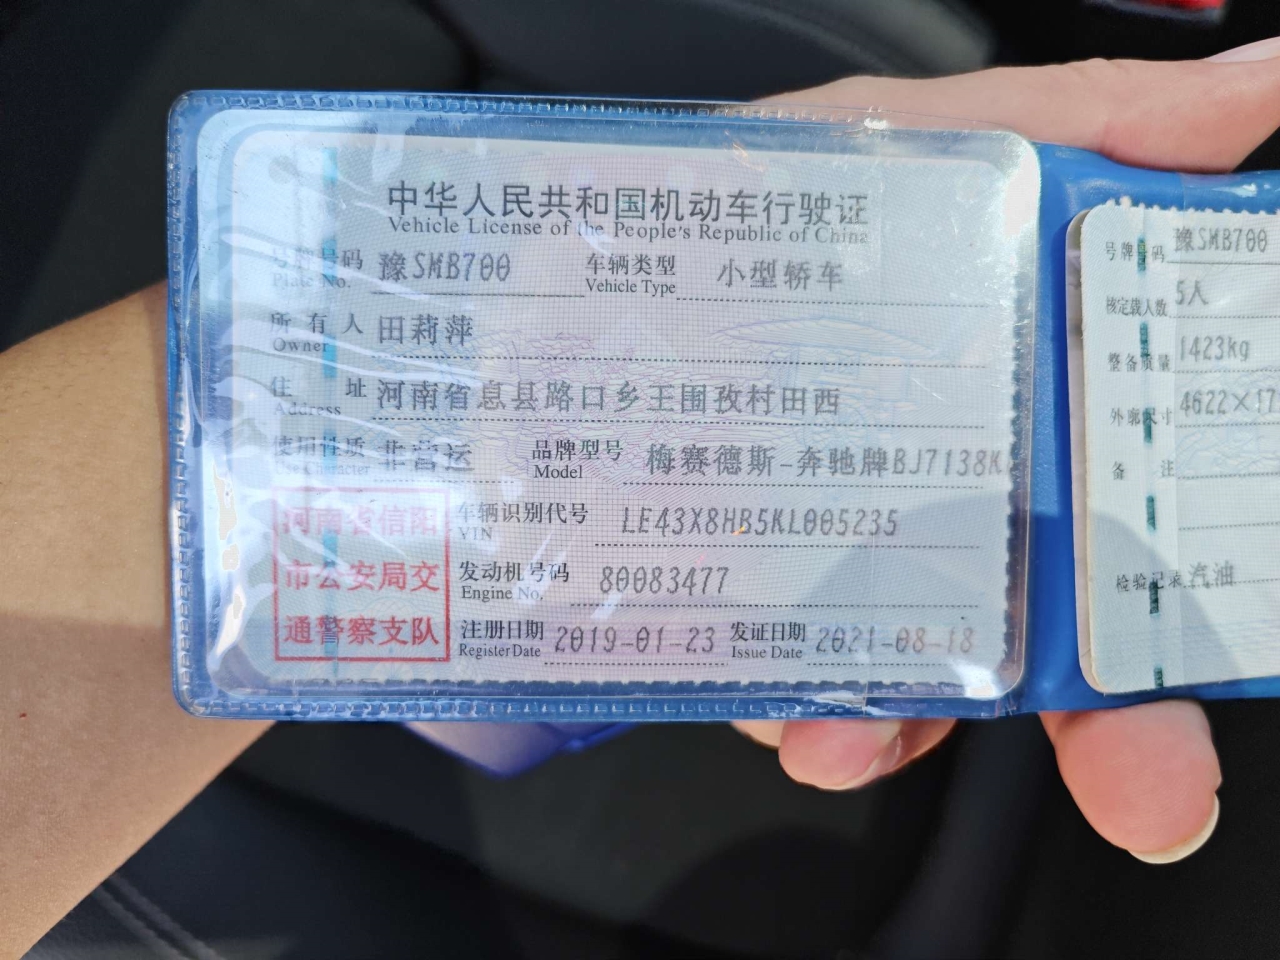 中华人民共和国机动车行驶证
Vehicle License of the People's Republic of China
号牌号码 豫SMB700 车辆类型 小型轿车
Plate No. Vehicle Type
所有人 田莉萍
Owner
住址 河南省息县路口乡王围孜村田西
Address
使用性质 非营运 品牌型号 梅赛德斯-奔驰牌BJ7138K
Use Character Model
河南省信阳
市公安局交
通警察支队
车辆识别代号 LE43X8HB5KL005235
VIN
发动机号码 80083477
Engine No.
注册日期 2019-01-23 发证日期 2021-08-18
Register Date Issue Date
号牌号码 豫SMB700
核定载人数 5人
整备质量 1423kg
外廓尺寸 4622×17
备注
检验记录 汽油